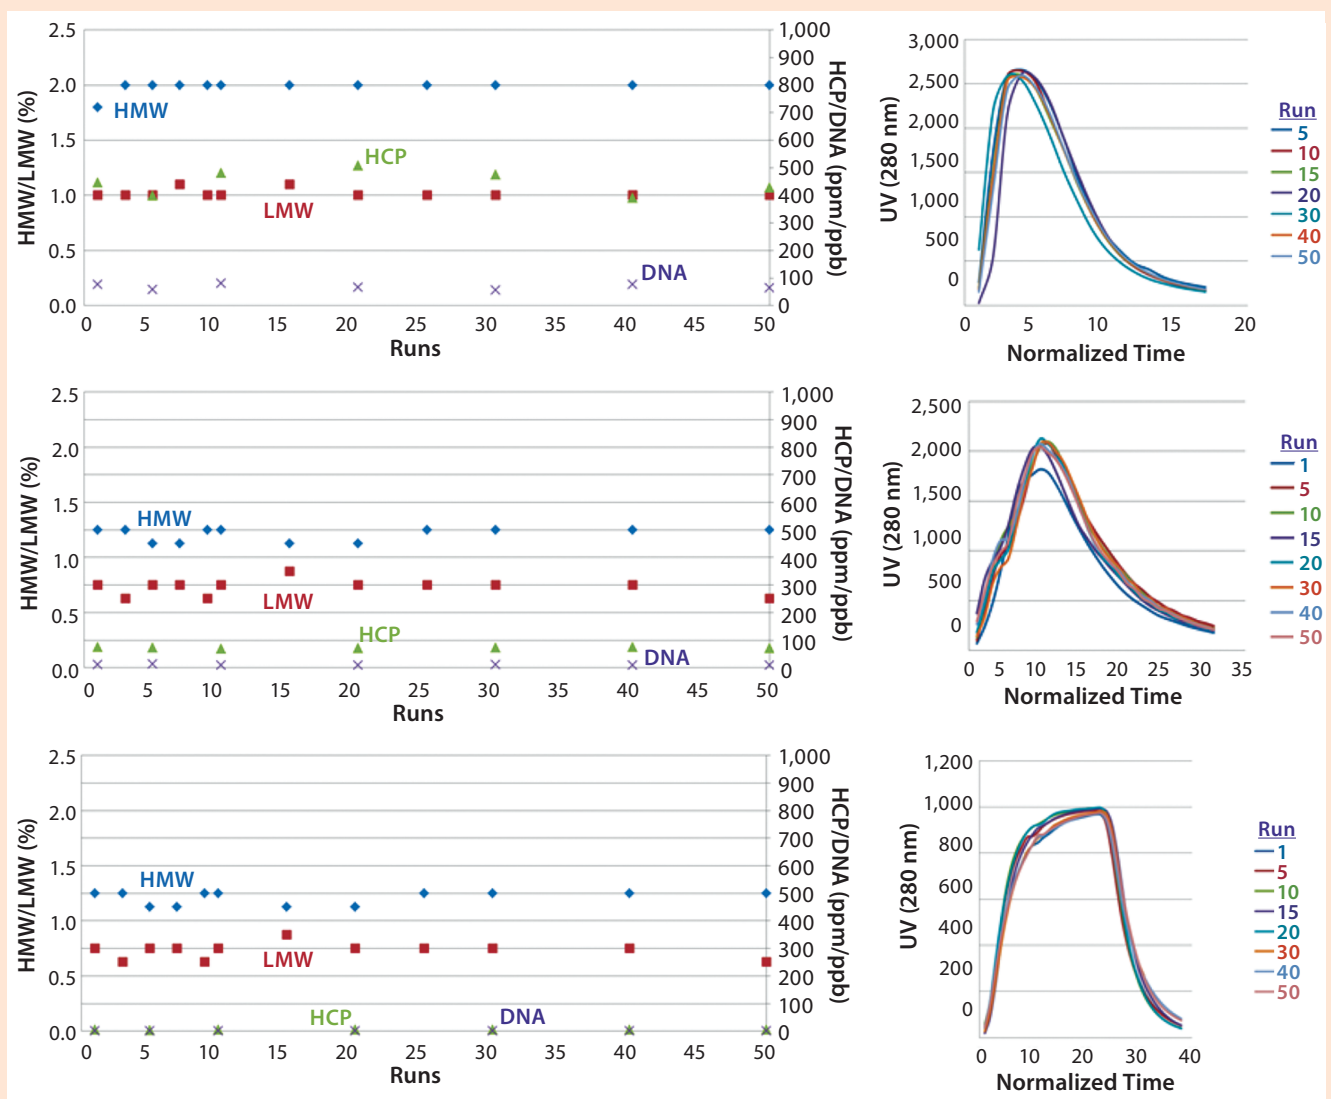 2.5
2.0
1.5
1.0
0.5
0.0
HMW/LMW (%)
HMW
HCP
LMW
DNA
1,000
900
800
700
600
500
400
300
200
100
0
HCP/DNA (ppm/ppb)
0 5 10 15 20 25 30 35 40 45 50
Runs
3,000
2,500
2,000
1,500
1,000
500
0
UV (280 nm)
0 5 10 15 20
Normalized Time
Run
5
10
15
20
30
40
50
2.5
2.0
1.5
1.0
0.5
0.0
HMW/LMW (%)
HMW
LMW
HCP
DNA
1,000
900
800
700
600
500
400
300
200
100
0
HCP/DNA (ppm/ppb)
0 5 10 15 20 25 30 35 40 45 50
Runs
2,500
2,000
1,500
1,000
500
0
UV (280 nm)
0 5 10 15 20 25 30 35
Normalized Time
Run
1
5
10
15
20
30
40
50
2.5
2.0
1.5
1.0
0.5
0.0
HMW/LMW (%)
HMW
LMW
HCP DNA
1,000
900
800
700
600
500
400
300
200
100
0
HCP/DNA (ppm/ppb)
0 5 10 15 20 25 30 35 40 45 50
Runs
1,200
1,000
800
600
400
200
0
UV (280 nm)
0 10 20 30 40
Normalized Time
Run
1
5
10
15
20
30
40
50